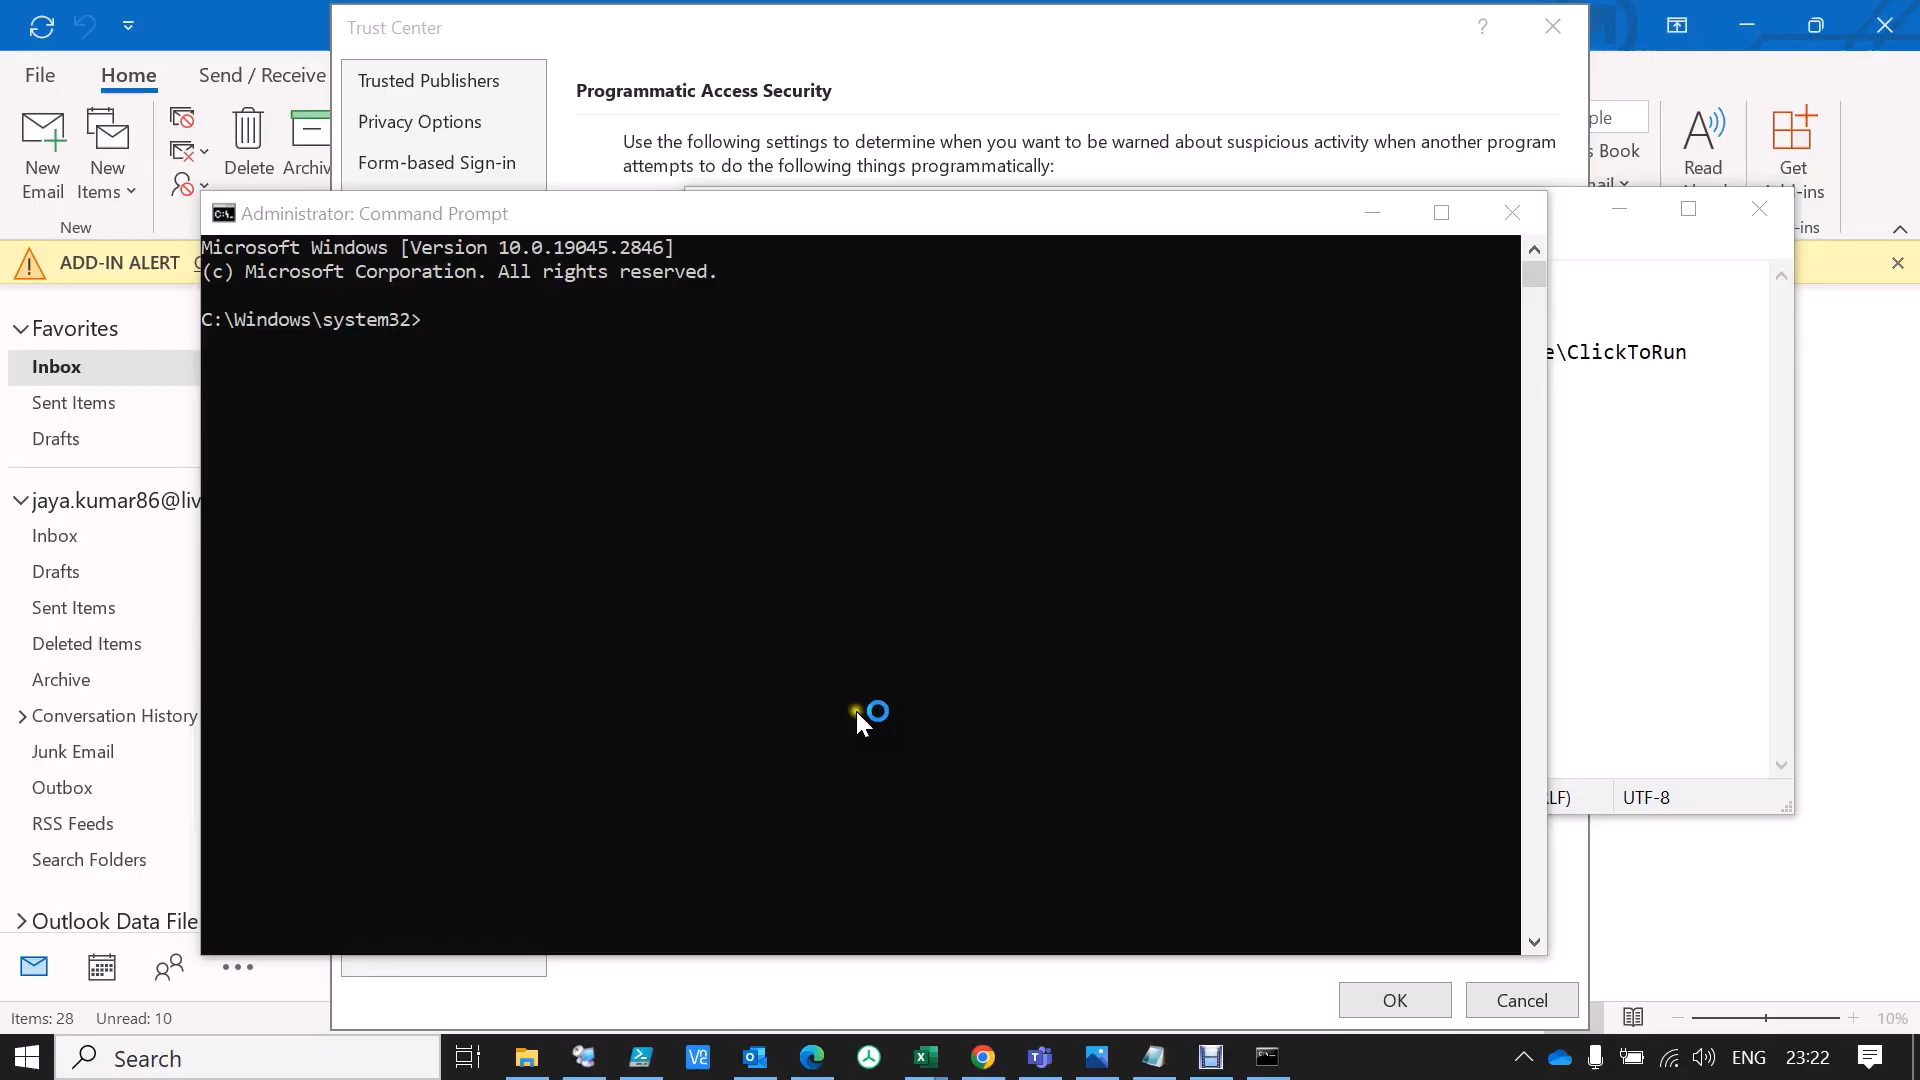 Trust Center
?
File
Home
Send / Receive
New
Email
New
Items
Delete
Archiv
New
Trusted Publishers
Privacy Options
Form-based Sign-in
Programmatic Access Security
Use the following settings to determine when you want to be warned about suspicious activity when another program
attempts to do the following things programmatically:
ple
s Book
Read
Get
-ins
-ins
ADD-IN ALERT
Administrator: Command Prompt
Microsoft Windows [Version 10.0.19045.2846]
(c) Microsoft Corporation. All rights reserved.
C:\Windows\system32>
e\ClickToRun
LF)
UTF-8
Favorites
Inbox
Sent Items
Drafts
jaya.kumar86@liv
Inbox
Drafts
Sent Items
Deleted Items
Archive
Conversation History
Junk Email
Outbox
RSS Feeds
Search Folders
Outlook Data File
OK
Cancel
Items: 28
Unread: 10
10%
Search
ENG
23:22